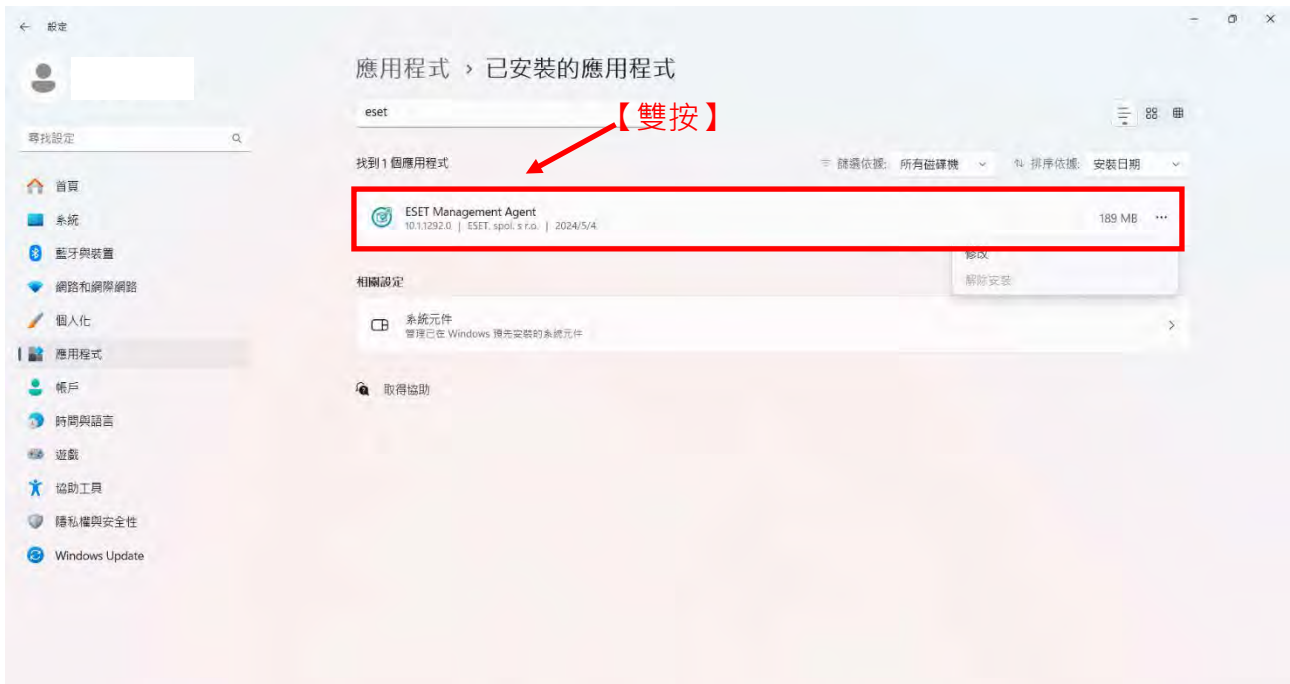 ← 設定
應用程式 › 已安裝的應用程式
eset
【雙按】
尋找設定
找到 1 個應用程式
篩選依據: 所有磁碟機
排序依據: 安裝日期
首頁
系統
藍牙與裝置
網路和網際網路
個人化
應用程式
帳戶
時間與語言
遊戲
協助工具
隱私權與安全性
Windows Update
ESET Management Agent
10.1.1292.0 | ESET, spol. s r.o. | 2024/5/4
189 MB
修改
解除安裝
相關設定
系統元件
管理已在 Windows 預先安裝的系統元件
取得協助